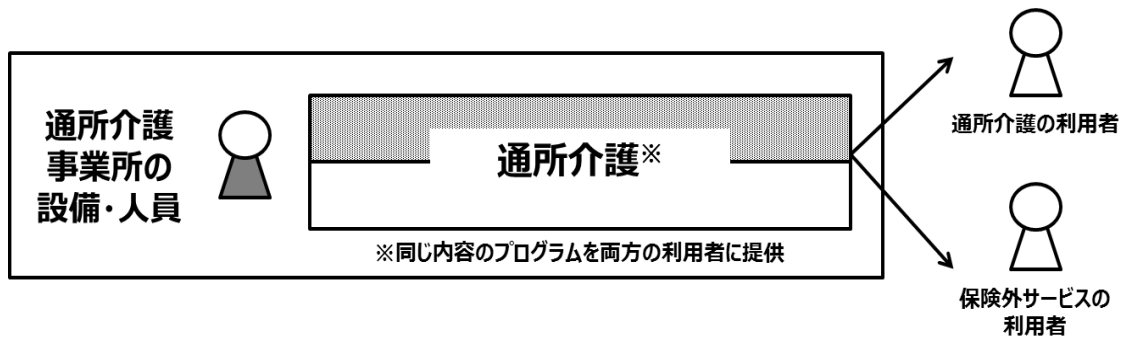 通所介護
事業所の
設備・人員
通所介護※
※同じ内容のプログラムを両方の利用者に提供
通所介護の利用者
保険外サービスの
利用者